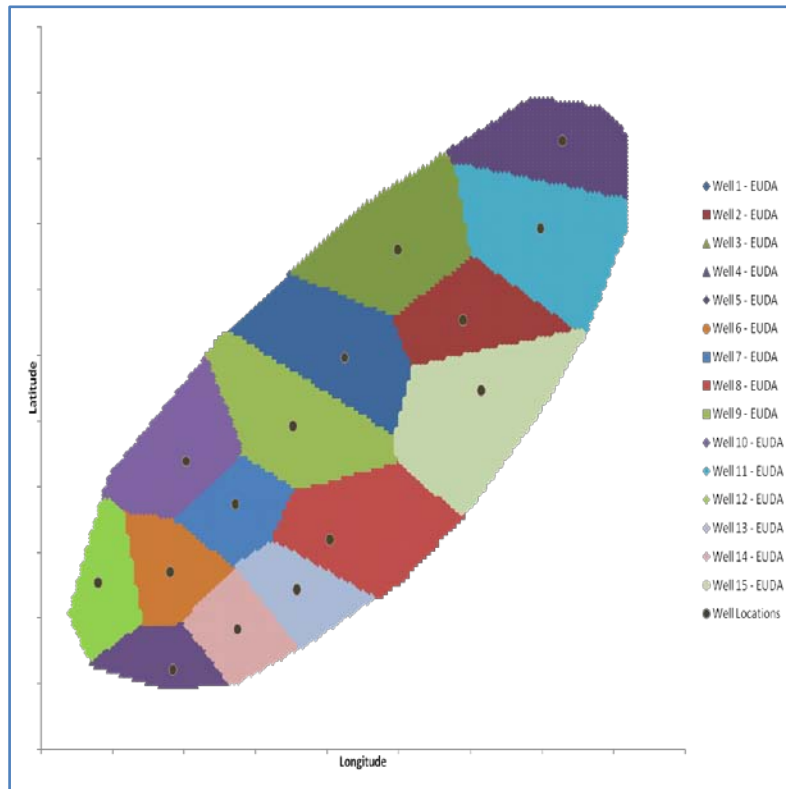 Latitude
Longitude
Well 1 - EUDA
Well 2 - EUDA
Well 3 - EUDA
Well 4 - EUDA
Well 5 - EUDA
Well 6 - EUDA
Well 7 - EUDA
Well 8 - EUDA
Well 9 - EUDA
Well 10 - EUDA
Well 11 - EUDA
Well 12 - EUDA
Well 13 - EUDA
Well 14 - EUDA
Well 15 - EUDA
Well Locations